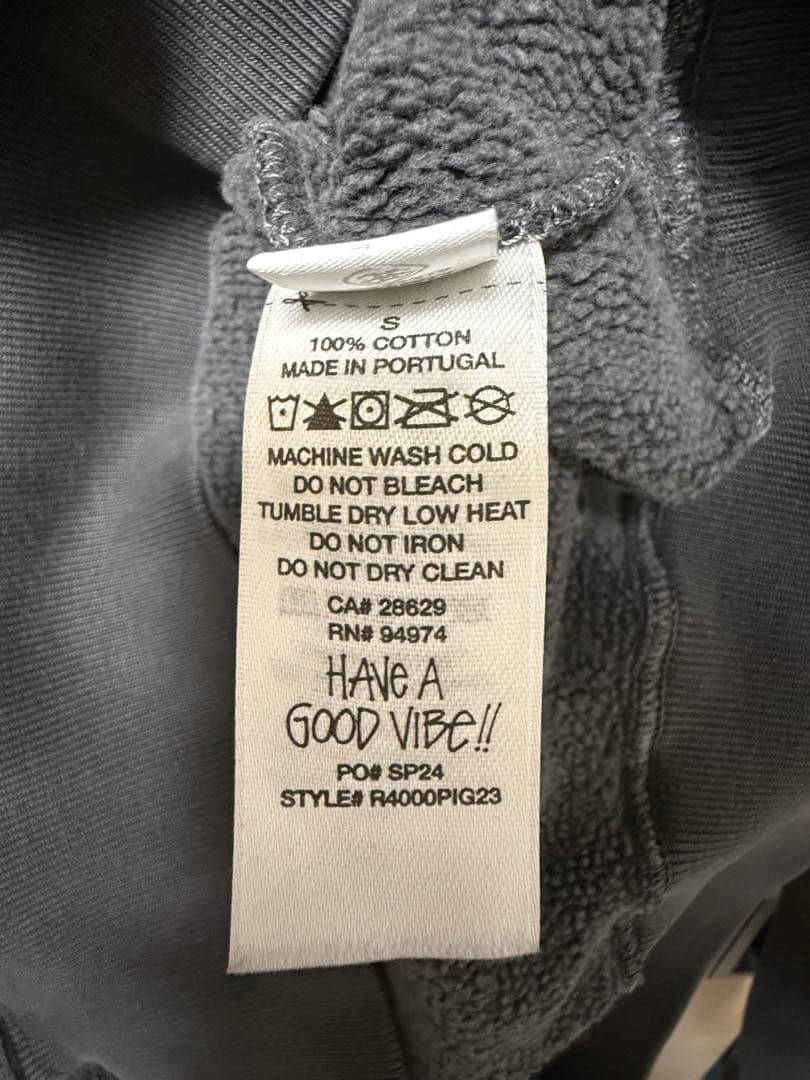 S
100% COTTON
MADE IN PORTUGAL
MACHINE WASH COLD
DO NOT BLEACH
TUMBLE DRY LOW HEAT
DO NOT IRON
DO NOT DRY CLEAN
CA# 28629
RN# 94974
HAVE A
GOOD VIBE!!
PO# SP24
STYLE# R4000PIG23